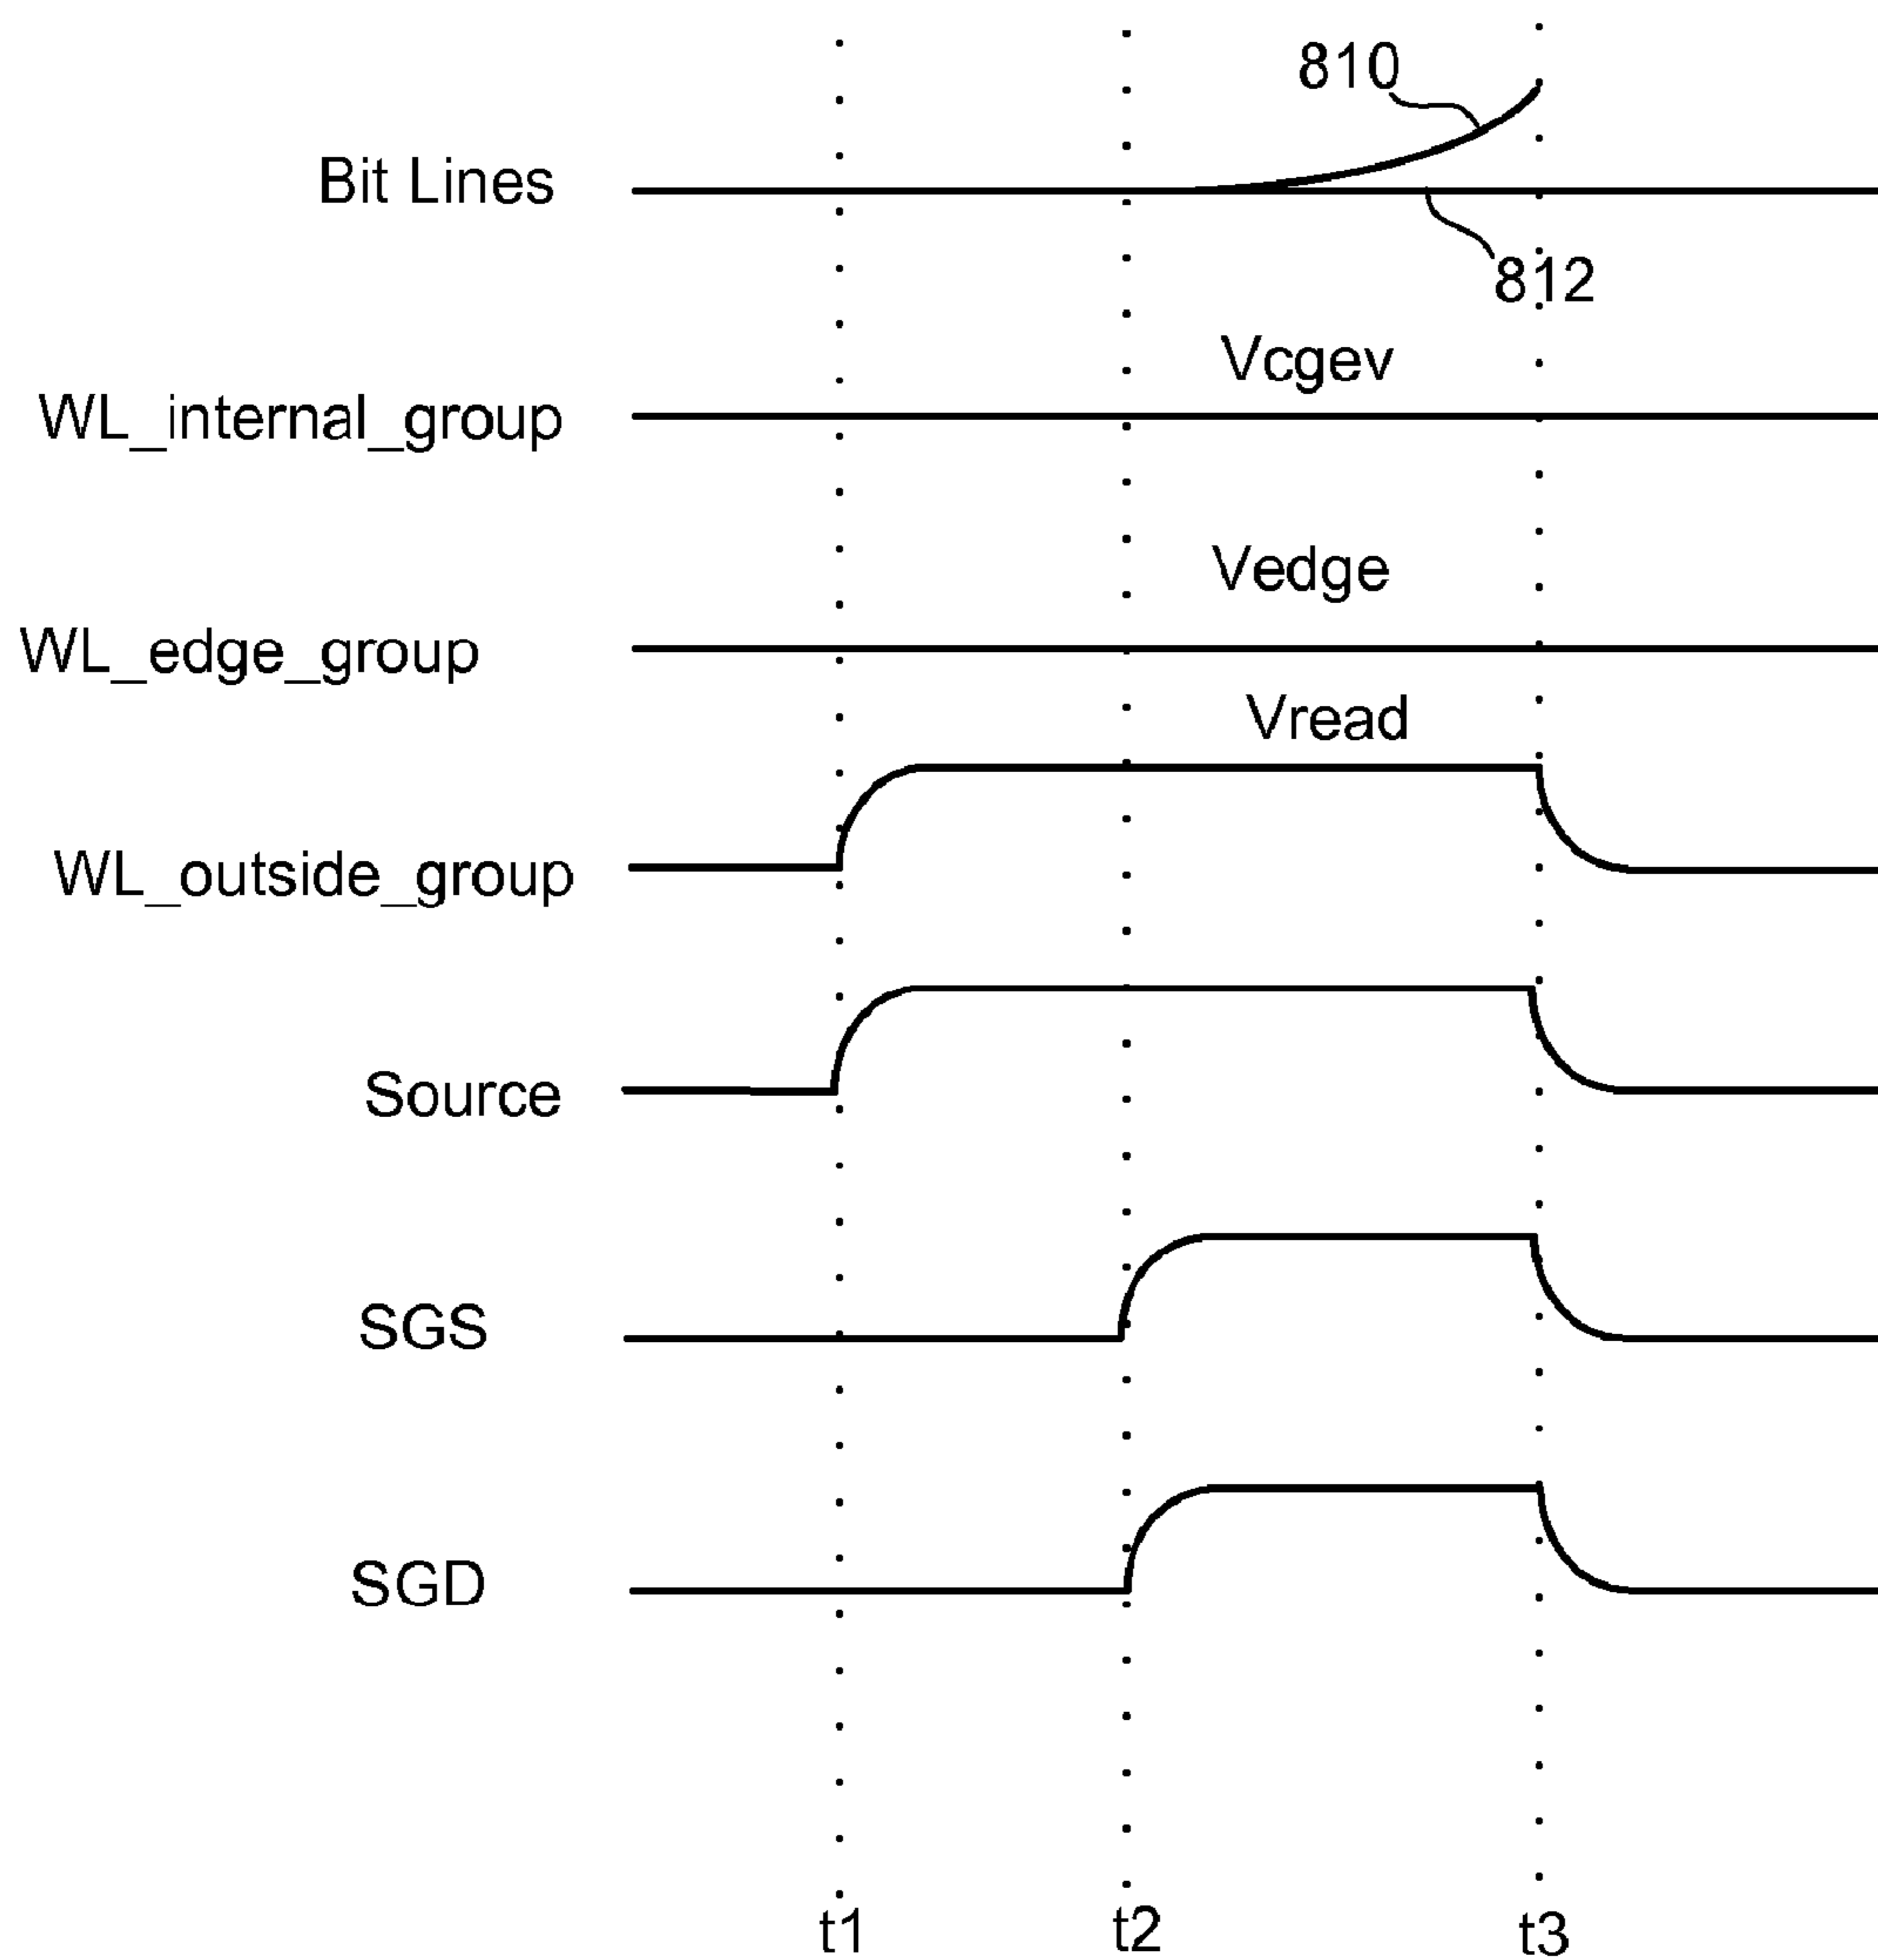 810
Bit Lines
812
Vcgev
WL_internal_group
Vedge
WL_edge_group
Vread
WL_outside_group
Source
SGS
SGD
t1 t2 t3